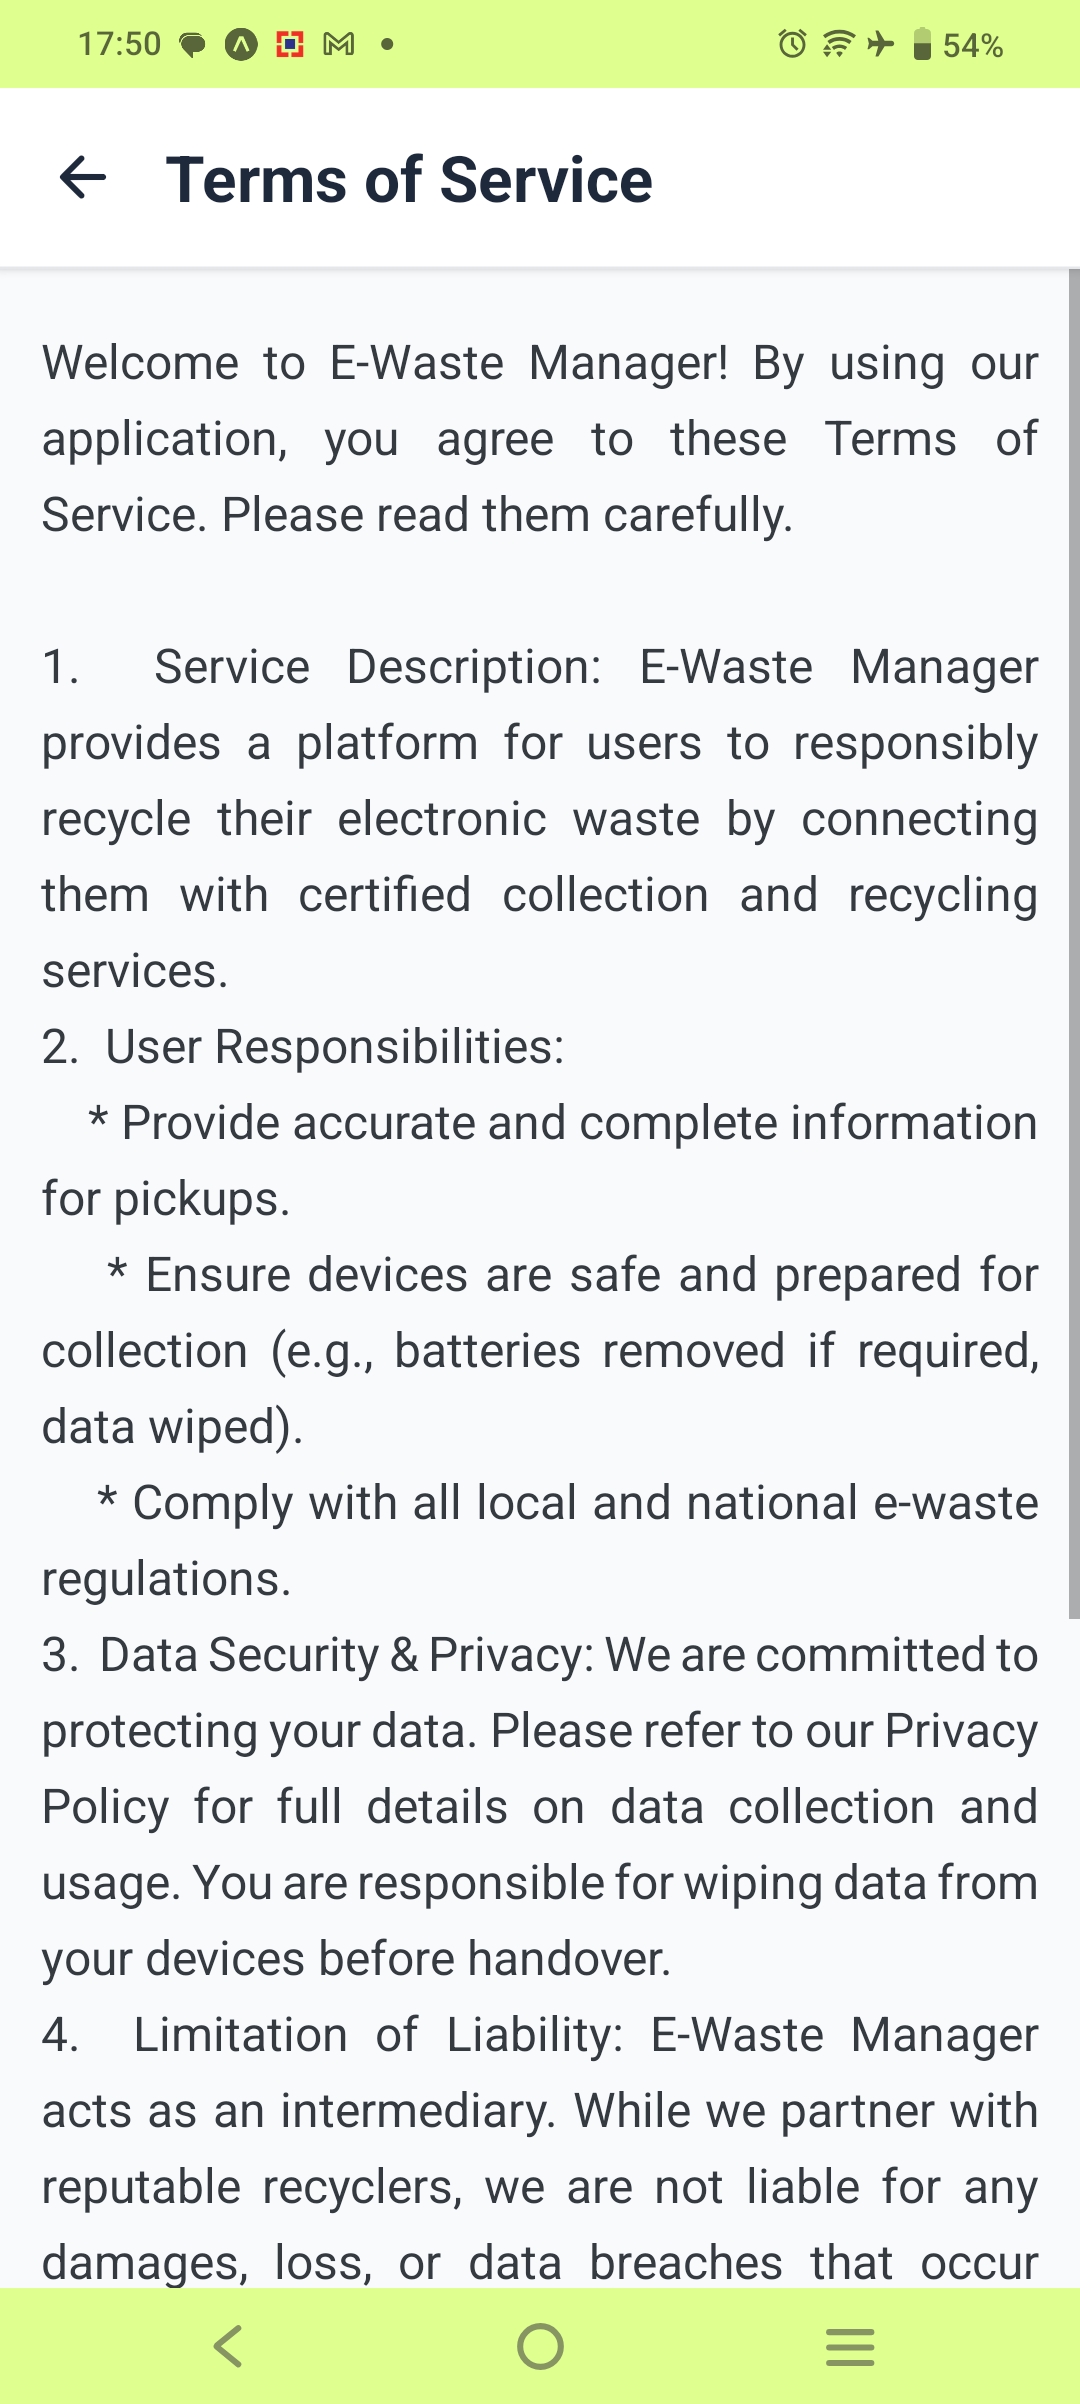 17:50
54%
Terms of Service
Welcome to E-Waste Manager! By using our
application, you agree to these Terms of
Service. Please read them carefully.
1. Service Description: E-Waste Manager
provides a platform for users to responsibly
recycle their electronic waste by connecting
them with certified collection and recycling
services.
2. User Responsibilities:
* Provide accurate and complete information
for pickups.
* Ensure devices are safe and prepared for
collection (e.g., batteries removed if required,
data wiped).
* Comply with all local and national e-waste
regulations.
3. Data Security & Privacy: We are committed to
protecting your data. Please refer to our Privacy
Policy for full details on data collection and
usage. You are responsible for wiping data from
your devices before handover.
4. Limitation of Liability: E-Waste Manager
acts as an intermediary. While we partner with
reputable recyclers, we are not liable for any
damages, loss, or data breaches that occur